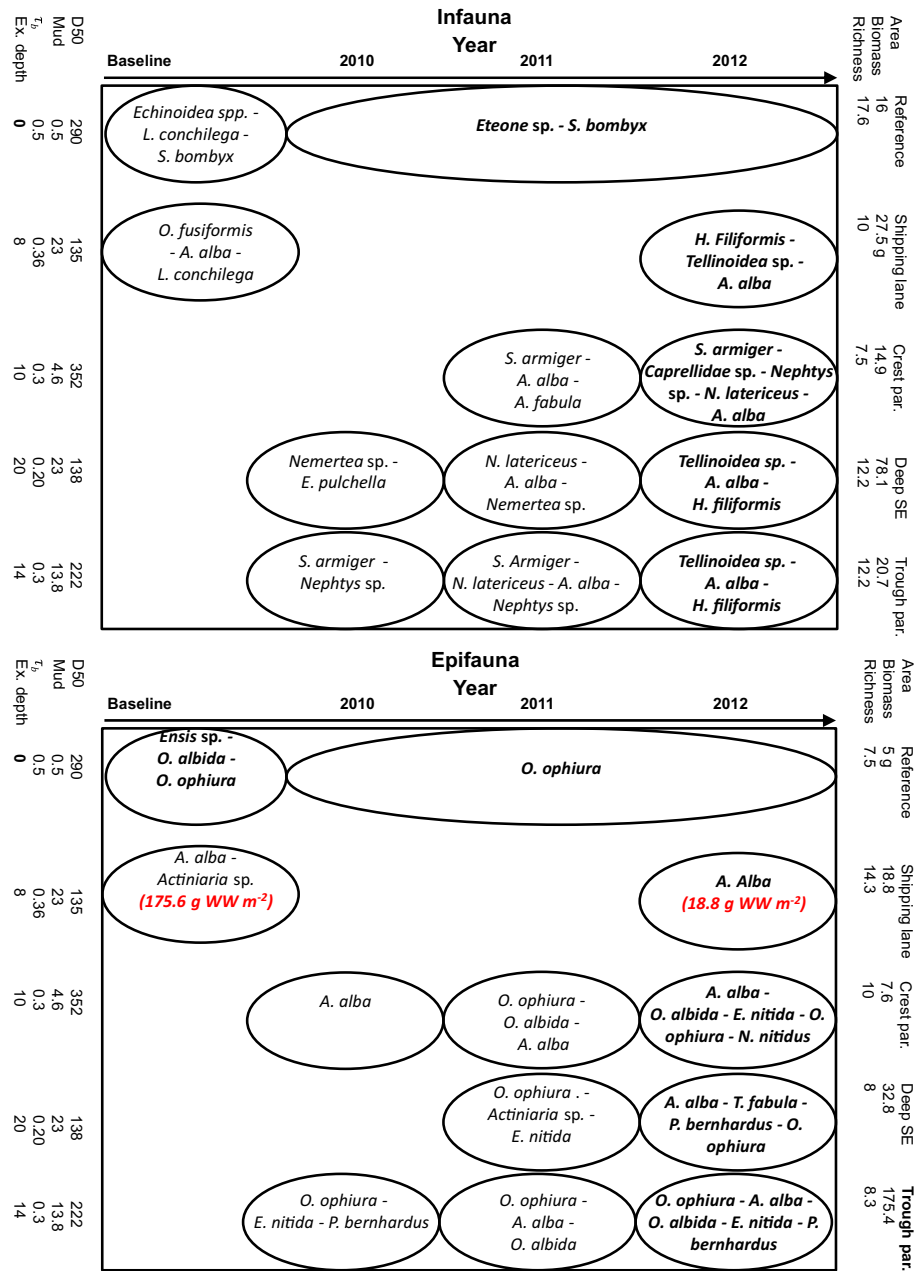 Infauna
Year
Baseline 2010 2011 2012
D50
Mud
τb
Ex. depth
Area
Biomass
Richness
290
0.5
0.5
0
Echinoidea spp. -
L. conchilega -
S. bombyx
Eteone sp. - S. bombyx
Reference
16
17.6
135
23
0.36
8
O. fusiformis
- A. alba -
L. conchilega
H. Filiformis -
Tellinoidea sp. -
A. alba
Shipping lane
27.5 g
10
352
4.6
0.3
10
S. armiger -
A. alba -
A. fabula
S. armiger -
Caprellidae sp. - Nephtys
sp. - N. latericeus -
A. alba
Crest par.
14.9
7.5
138
23
0.20
20
Nemertea sp. -
E. pulchella
N. latericeus -
A. alba -
Nemertea sp.
Tellinoidea sp. -
A. alba -
H. filiformis
Deep SE
78.1
12.2
222
13.8
0.3
14
S. armiger -
Nephtys sp.
S. Armiger -
N. latericeus - A. alba -
Nephtys sp.
Tellinoidea sp. -
A. alba -
H. filiformis
Trough par.
20.7
12.2
Epifauna
Year
Baseline 2010 2011 2012
D50
Mud
τb
Ex. depth
Area
Biomass
Richness
290
0.5
0.5
0
Ensis sp. -
O. albida -
O. ophiura
O. ophiura
Reference
5 g
7.5
135
23
0.36
8
A. alba -
Actiniaria sp.
(175.6 g WW m-2)
A. Alba
(18.8 g WW m-2)
Shipping lane
18.8
14.3
352
4.6
0.3
10
A. alba
O. ophiura -
O. albida -
A. alba
A. alba -
O. albida - E. nitida - O.
ophiura - N. nitidus
Crest par.
7.6
10
138
23
0.20
20
O. ophiura . -
Actiniaria sp. -
E. nitida
A. alba - T. fabula -
P. bernhardus - O.
ophiura
Deep SE
32.8
8
222
13.8
0.3
14
O. ophiura -
E. nitida - P. bernhardus
O. ophiura -
A. alba -
O. albida
O. ophiura - A. alba -
O. albida - E. nitida - P.
bernhardus
Trough par.
175.4
8.3